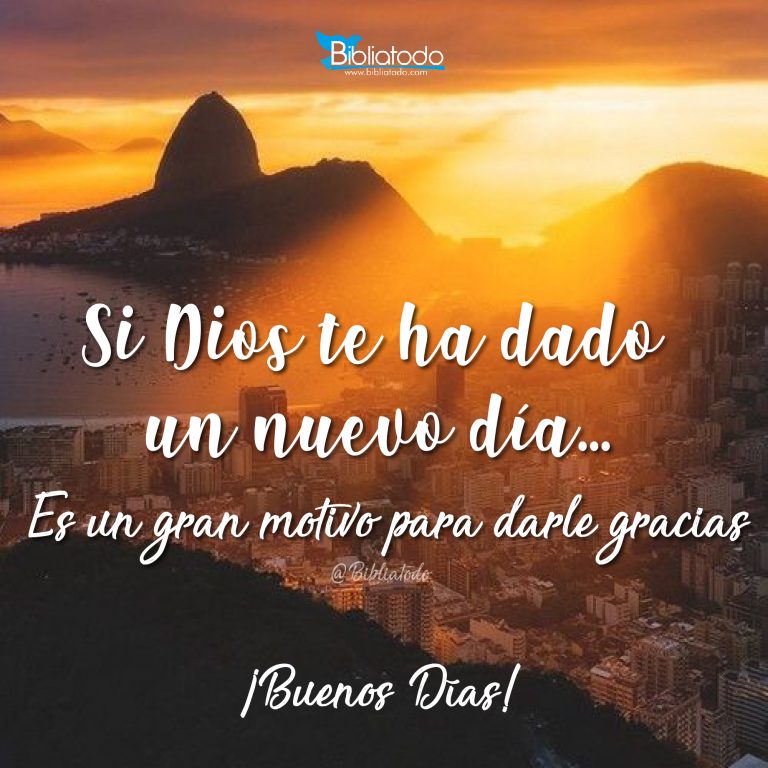 Bibliatodo
www.bibliatodo.com
Si Dios te ha dado
un nuevo día...
Es un gran motivo para darle gracias
@Bibliatodo
¡Buenos Días!